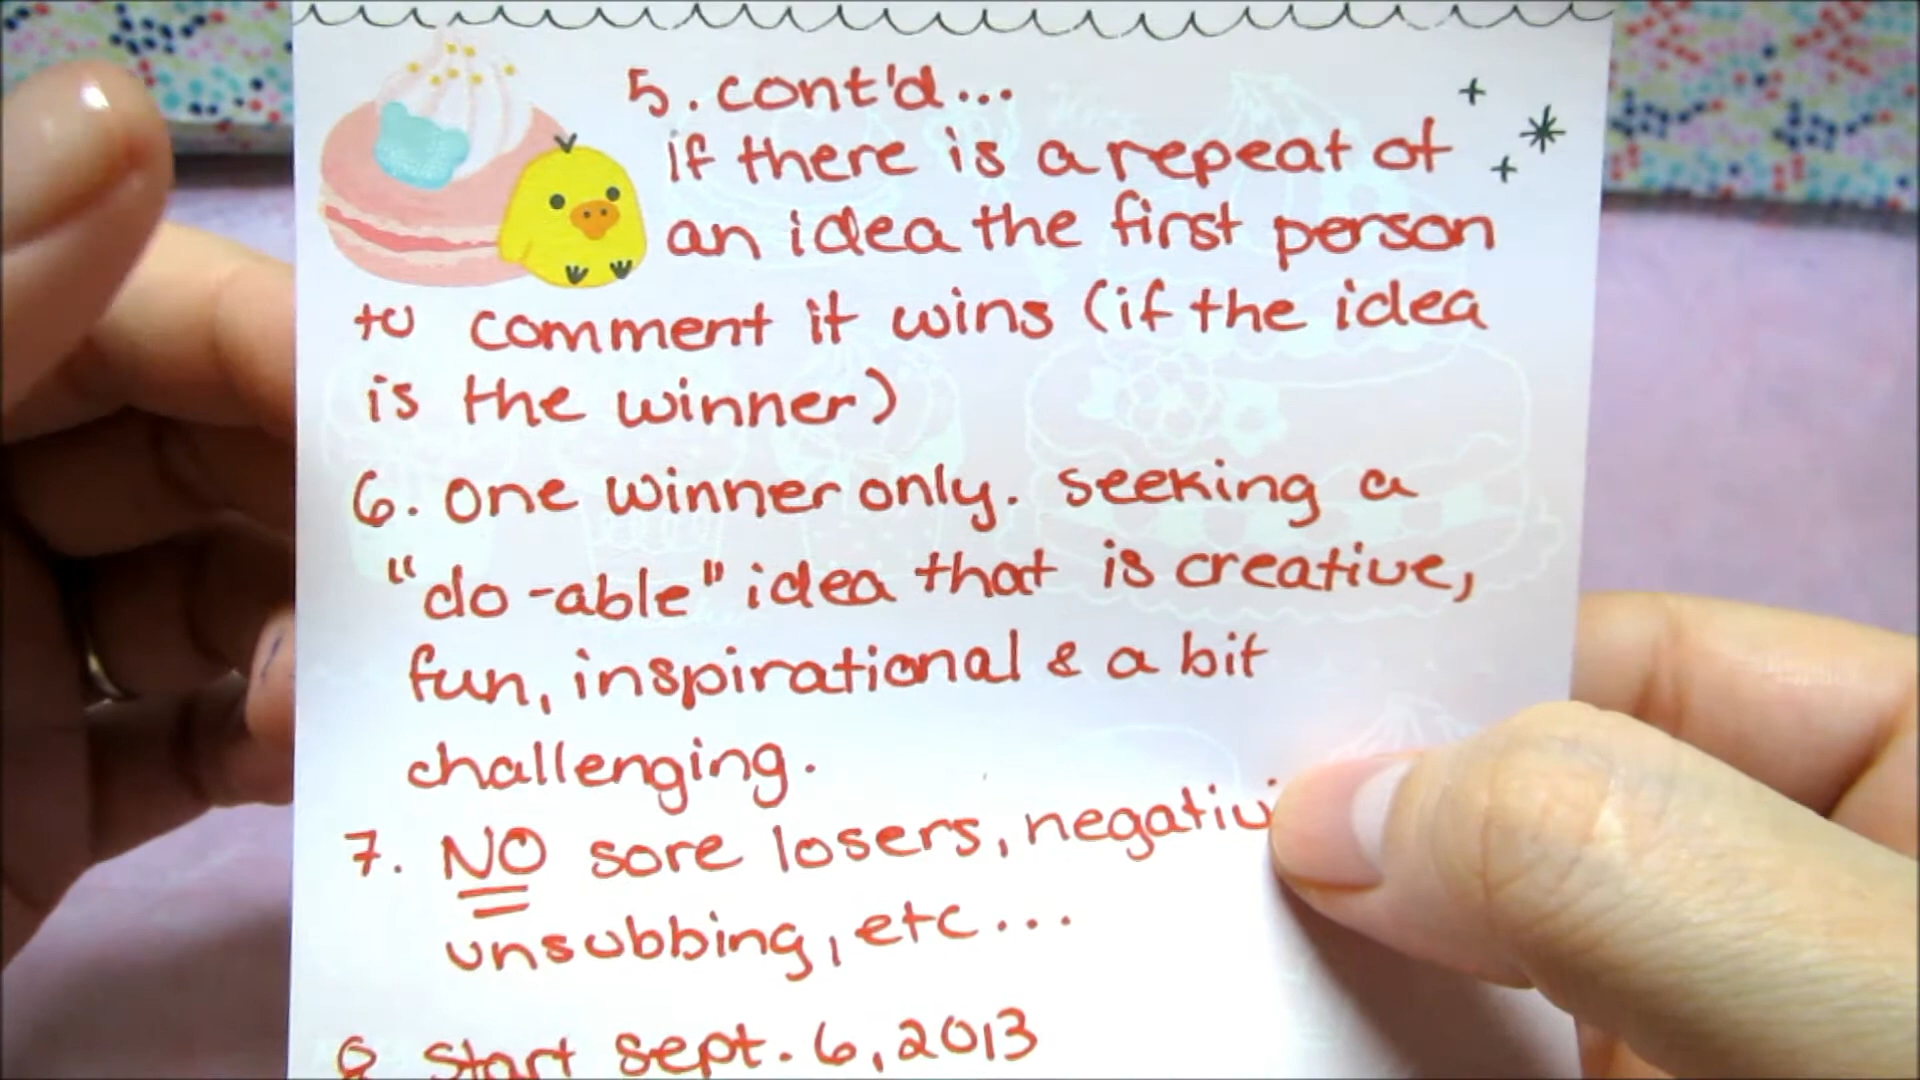 5. cont'd...
if there is a repeat of
an idea the first person
to comment it wins (if the idea
is the winner)
6. one winner only. seeking a
"do-able" idea that is creative,
fun, inspirational & a bit
challenging.
7. NO sore losers,
unsubbing, etc...
8 Start sept. 6, 2013